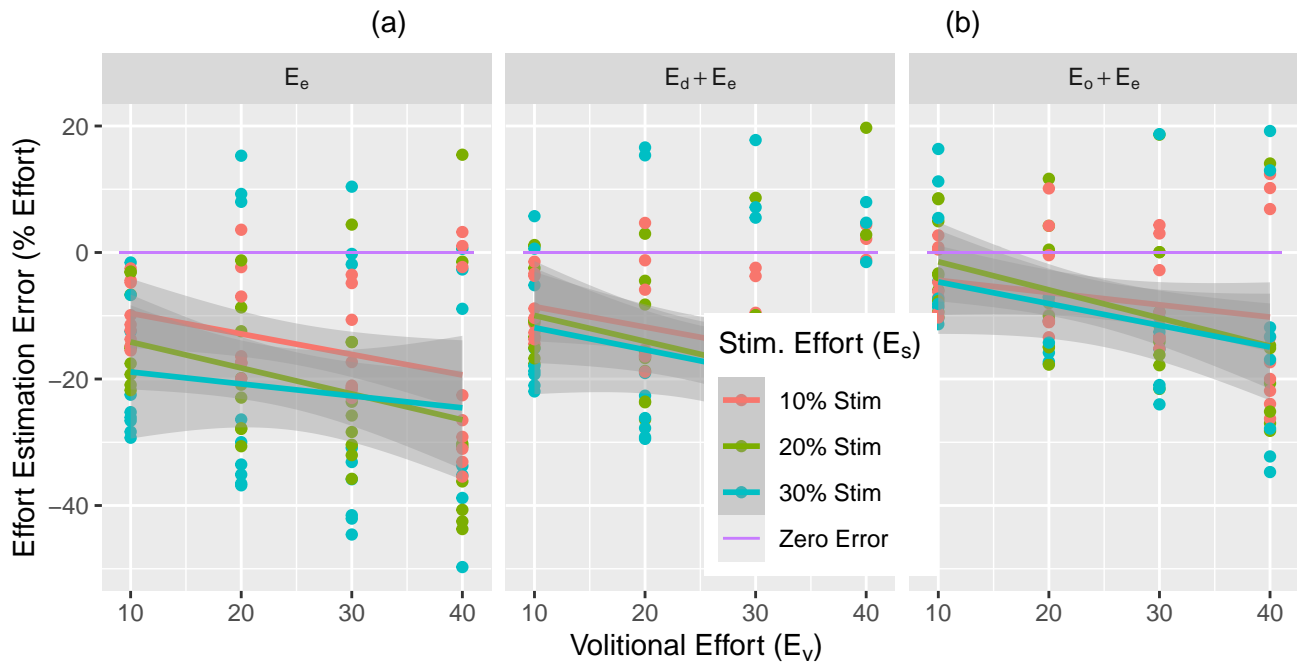 (a) (b)
Eₑ E_d + Eₑ Eₒ + Eₑ
Effort Estimation Error (% Effort)
20
0
−20
−40
Stim. Effort (Eₛ)
10% Stim
20% Stim
30% Stim
Zero Error
10 20 30 40 10 20 30 40 10 20 30 40
Volitional Effort (Eᵥ)